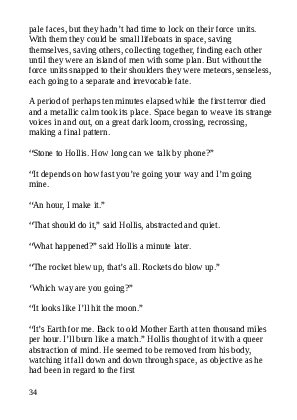 pale faces, but they hadn't had time to lock on their force units.
With them they could be small lifeboats in space, saving
themselves, saving others, collecting together, finding each other
until they were an island of men with some plan. But without the
force units snapped to their shoulders they were meteors, senseless,
each going to a separate and irrevocable fate.
A period of perhaps ten minutes elapsed while the first terror died
and a metallic calm took its place. Space began to weave its strange
voices in and out, on a great dark loom, crossing, recrossing,
making a final pattern.
“Stone to Hollis. How long can we talk by phone?”
“It depends on how fast you’re going your way and I’m going
mine.
“An hour, I make it.”
“That should do it,” said Hollis, abstracted and quiet.
“What happened?” said Hollis a minute later.
“The rocket blew up, that’s all. Rockets do blow up.”
‘Which way are you going?”
“It looks like I’ll hit the moon.”
“It’s Earth for me. Back to old Mother Earth at ten thousand miles
per hour. I’ll burn like a match.” Hollis thought of it with a queer
abstraction of mind. He seemed to be removed from his body,
watching it fall down and down through space, as objective as he
had been in regard to the first
34